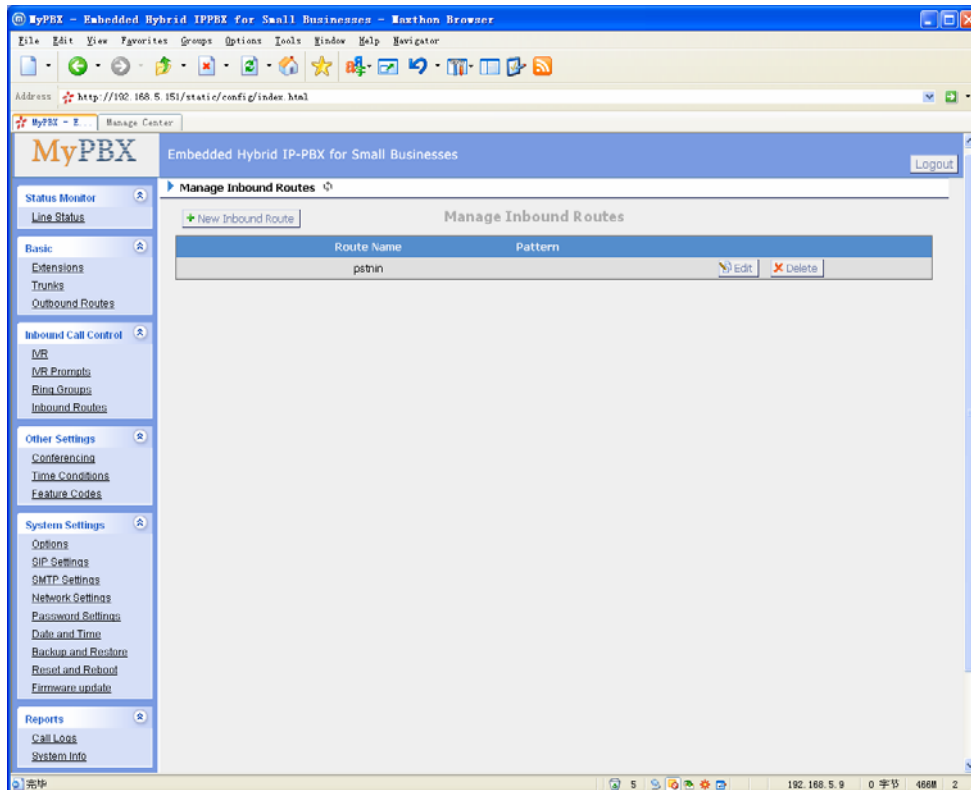 MyPBX - Embedded Hybrid IPPBX for Small Businesses - Maxthon Browser
File Edit View Favorites Groups Options Tools Window Help Navigator
Address http://192.168.5.151/static/config/index.html
MyPBX - E... Manage Center
MyPBX
Embedded Hybrid IP-PBX for Small Businesses
Logout
Status Monitor
Line Status
Basic
Extensions
Trunks
Outbound Routes
Inbound Call Control
IVR
IVR Prompts
Ring Groups
Inbound Routes
Other Settings
Conferencing
Time Conditions
Feature Codes
System Settings
Options
SIP Settings
SMTP Settings
Network Settings
Password Settings
Date and Time
Backup and Restore
Reset and Reboot
Firmware update
Reports
Call Logs
System Info
Manage Inbound Routes
New Inbound Route
Manage Inbound Routes
Route Name Pattern
pstnin Edit Delete
完毕 5 192.168.5.9 0 字节 466M 2